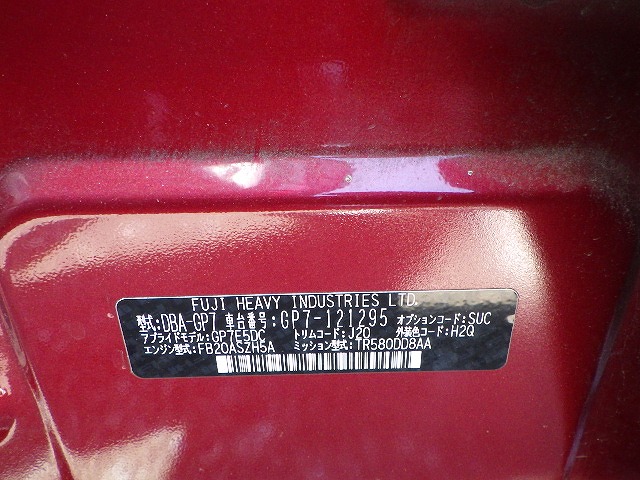 FUJI HEAVY INDUSTRIES LTD.
型式:DBA-GP7 車台番号:GP7-121295 オプションコード:SUC
アプライドモデル:GP7E5DC トリムコード:J20 外装色コード:H2Q
エンジン型式:FB20ASZH5A ミッション型式:TR580DD8AA